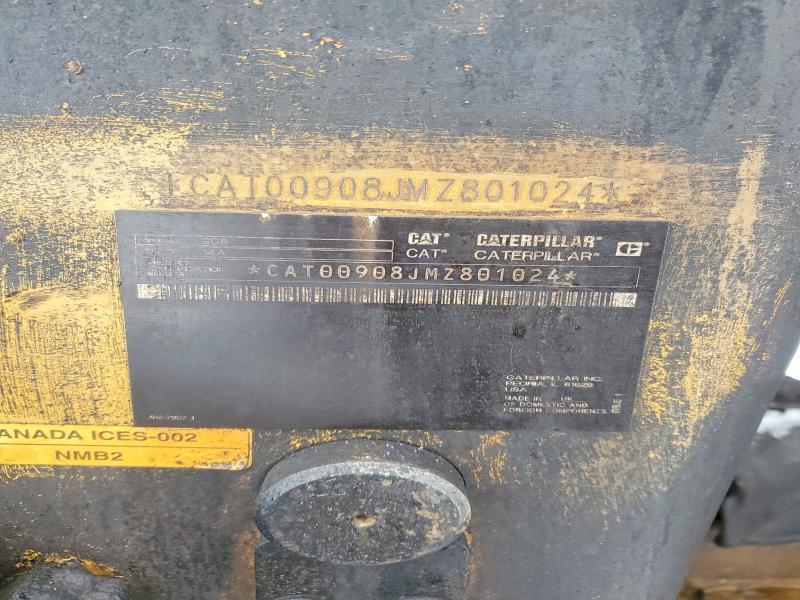 *CAT00908JMZ801024*
908
CAT® CATERPILLAR®
CAT® CATERPILLAR®
*CAT00908JMZ801024*
CATERPILLAR INC.
PEORIA, IL 61629
USA
MADE IN UK
OF DOMESTIC AND
FOREIGN COMPONENTS
ANADA ICES-002
NMB2